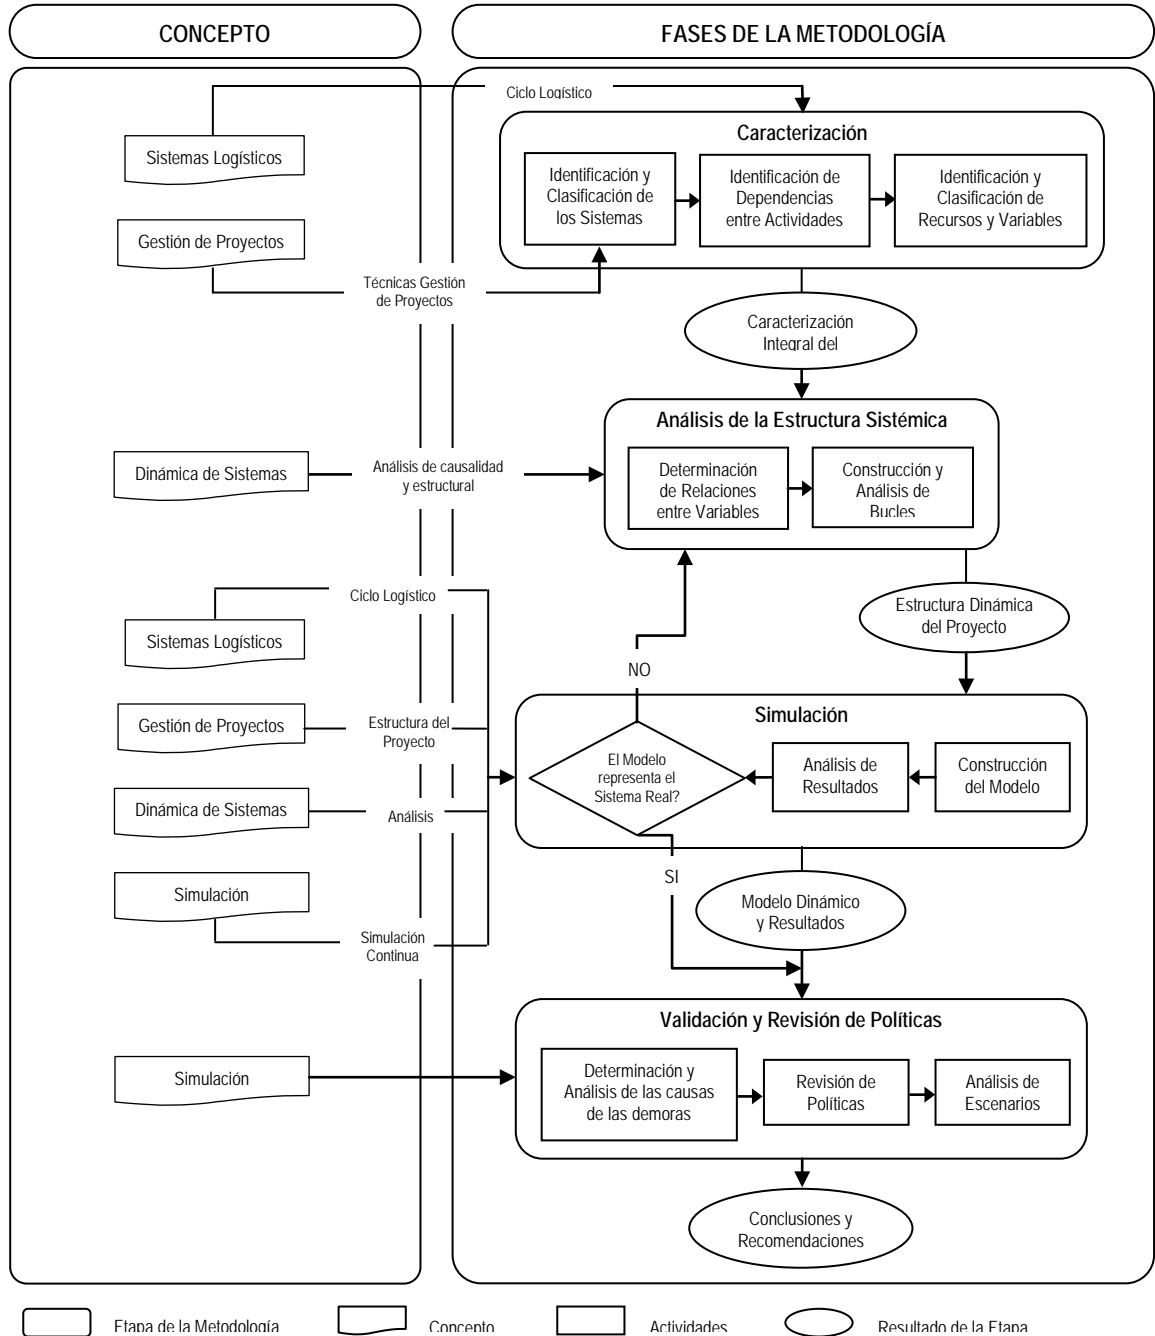 CONCEPTO
FASES DE LA METODOLOGÍA
Ciclo Logístico
Sistemas Logísticos
Gestión de Proyectos
Técnicas Gestión
de Proyectos
Caracterización
Identificación y
Clasificación de
los Sistemas
Identificación de
Dependencias
entre Actividades
Identificación y
Clasificación de
Recursos y Variables
Caracterización
Integral del
Dinámica de Sistemas
Análisis de causalidad
y estructural
Análisis de la Estructura Sistémica
Determinación
de Relaciones
entre Variables
Construcción y
Análisis de
Bucles
Estructura Dinámica
del Proyecto
Ciclo Logístico
Sistemas Logísticos
Gestión de Proyectos
Estructura del
Proyecto
Dinámica de Sistemas
Análisis
Simulación
Simulación
Continua
NO
Simulación
El Modelo
representa el
Sistema Real?
Análisis de
Resultados
Construcción
del Modelo
SI
Modelo Dinámico
y Resultados
Simulación
Validación y Revisión de Políticas
Determinación y
Análisis de las causas
de las demoras
Revisión de
Políticas
Análisis de
Escenarios
Conclusiones y
Recomendaciones
Etapa de la Metodología
Concepto
Actividades
Resultado de la Etapa